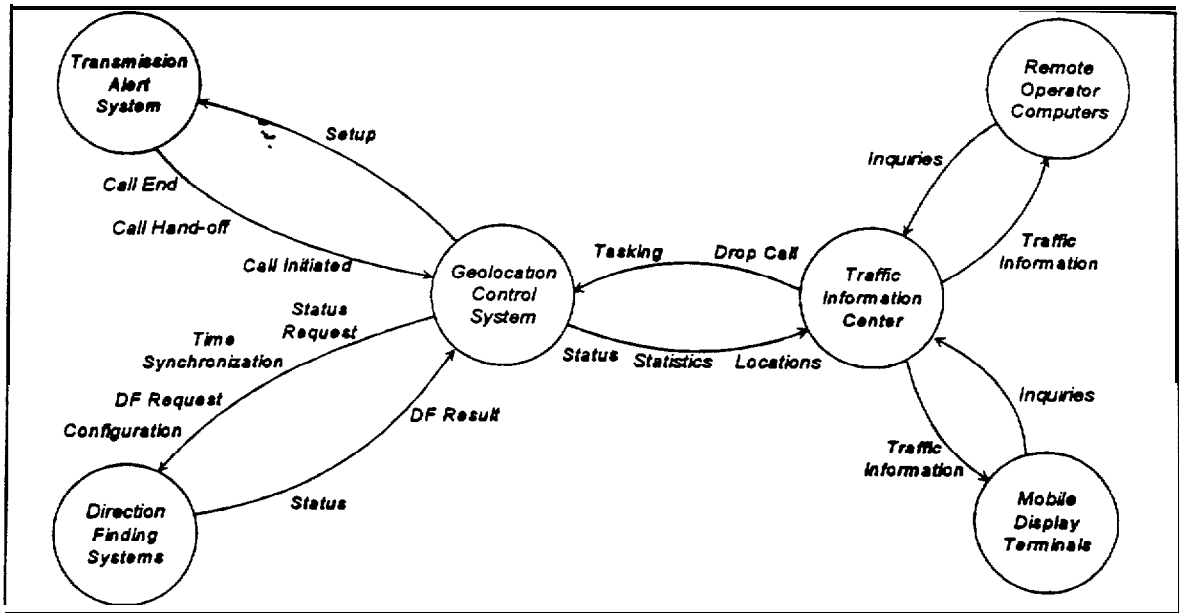 Transmission
Alert
System
Remote
Operator
Computers
Setup
Inquiries
Call End
Call Hand-off
Call Initiated
Traffic
Information
Geolocation
Control
System
Tasking
Drop Call
Traffic
Information
Center
Status
Request
Time
Synchronization
DF Request
Configuration
Status
Statistics
Locations
DF Result
Inquiries
Traffic
Information
Status
Direction
Finding
Systems
Mobile
Display
Terminals